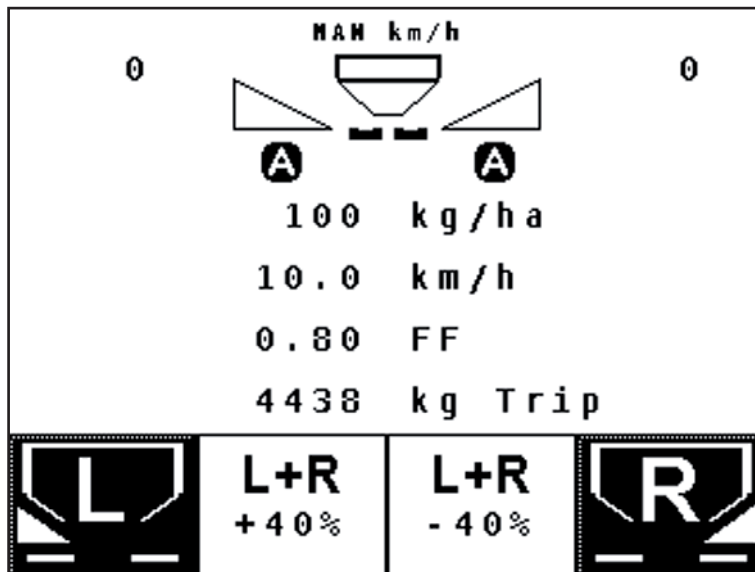 MAN km/h
0 0
A A
100 kg/ha
10.0 km/h
0.80 FF
4438 kg Trip
L L+R L+R R
+40% -40%